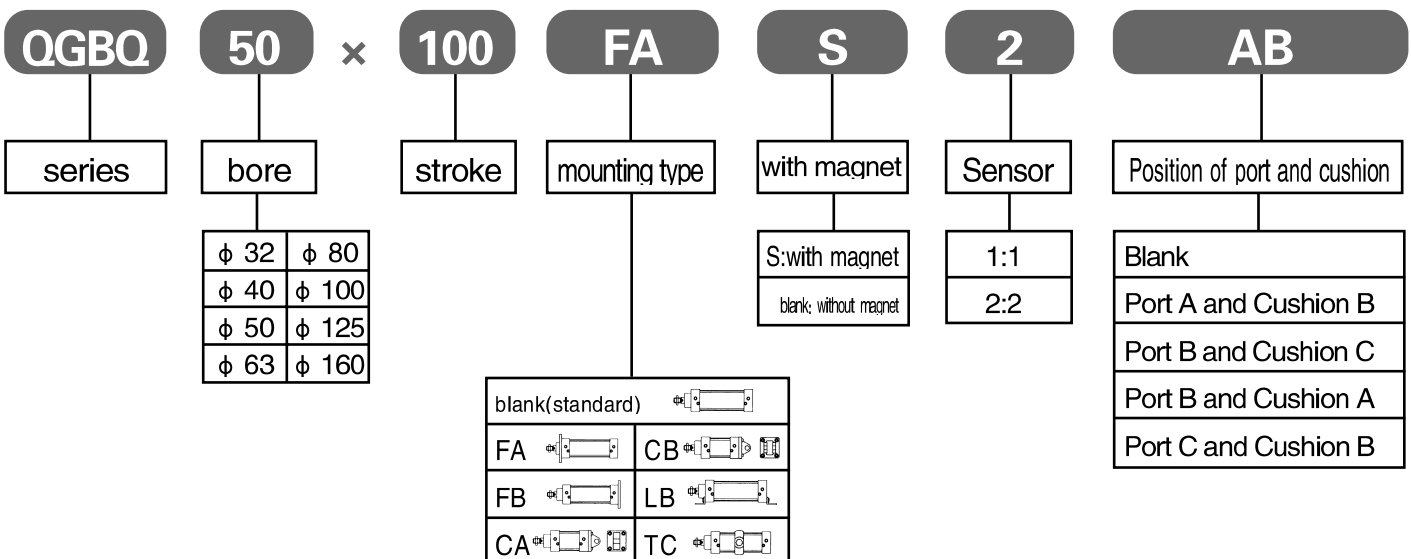 QGBQ 50 × 100 FA S 2 AB
series bore stroke mounting type with magnet Sensor Position of port and cushion
ϕ 32 ϕ 80
ϕ 40 ϕ 100
ϕ 50 ϕ 125
ϕ 63 ϕ 160
S:with magnet
blank: without magnet
1:1
2:2
Blank
Port A and Cushion B
Port B and Cushion C
Port B and Cushion A
Port C and Cushion B
blank(standard)
FA CB
FB LB
CA TC